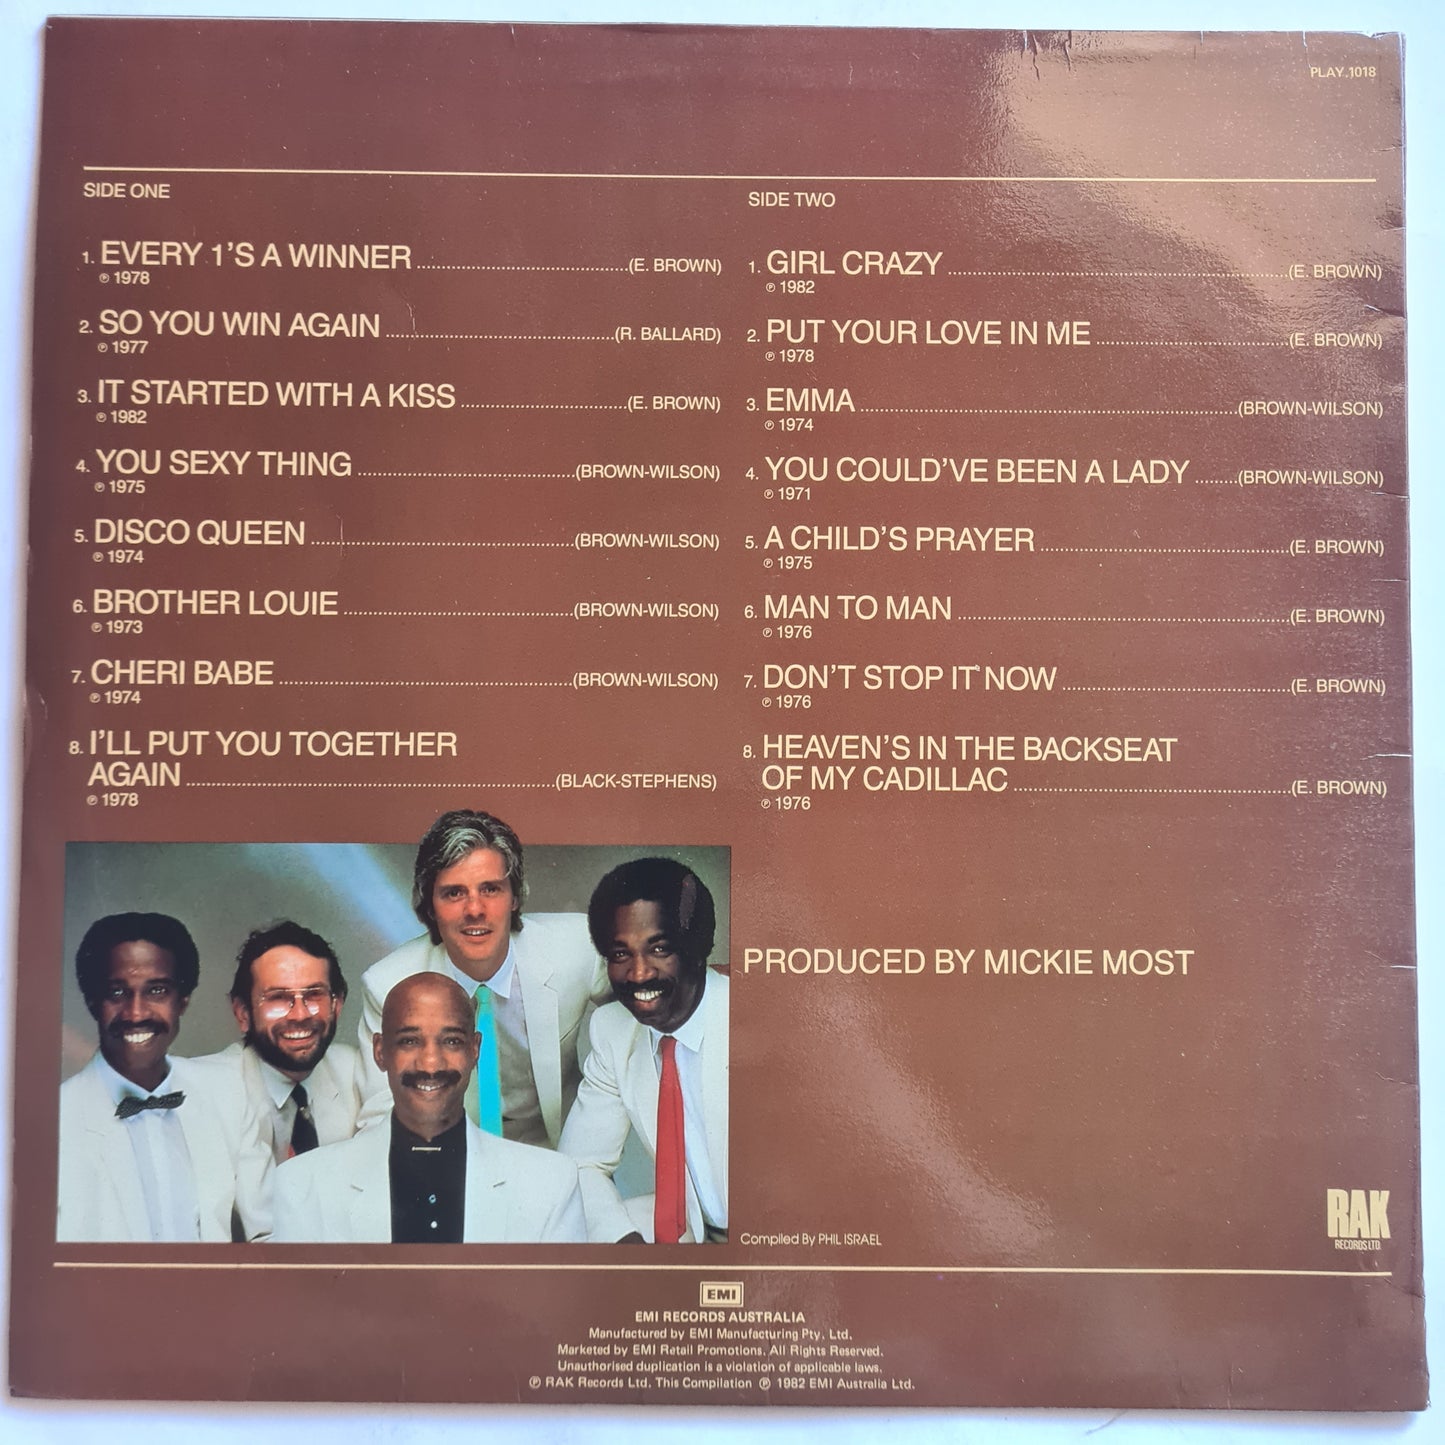 PLAY.1018
SIDE ONE
1. EVERY 1'S A WINNER ........ (E. BROWN)
℗ 1978
2. SO YOU WIN AGAIN ........ (R. BALLARD)
℗ 1977
3. IT STARTED WITH A KISS ........ (E. BROWN)
℗ 1982
4. YOU SEXY THING ........ (BROWN-WILSON)
℗ 1975
5. DISCO QUEEN ........ (BROWN-WILSON)
℗ 1974
6. BROTHER LOUIE ........ (BROWN-WILSON)
℗ 1973
7. CHERI BABE ........ (BROWN-WILSON)
℗ 1974
8. I'LL PUT YOU TOGETHER
AGAIN ........ (BLACK-STEPHENS)
℗ 1978
SIDE TWO
1. GIRL CRAZY ........ (E. BROWN)
℗ 1982
2. PUT YOUR LOVE IN ME ........ (E. BROWN)
℗ 1978
3. EMMA ........ (BROWN-WILSON)
℗ 1974
4. YOU COULD'VE BEEN A LADY ........ (BROWN-WILSON)
℗ 1971
5. A CHILD'S PRAYER ........ (E. BROWN)
℗ 1975
6. MAN TO MAN ........ (E. BROWN)
℗ 1976
7. DON'T STOP IT NOW ........ (E. BROWN)
℗ 1976
8. HEAVEN'S IN THE BACKSEAT
OF MY CADILLAC ........ (E. BROWN)
℗ 1976
PRODUCED BY MICKIE MOST
Compiled By PHIL ISRAEL
RAK
RECORDS LTD.
EMI
EMI RECORDS AUSTRALIA
Manufactured by EMI Manufacturing Pty. Ltd.
Marketed by EMI Retail Promotions. All Rights Reserved.
Unauthorised duplication is a violation of applicable laws.
℗ RAK Records Ltd. This Compilation ℗ 1982 EMI Australia Ltd.